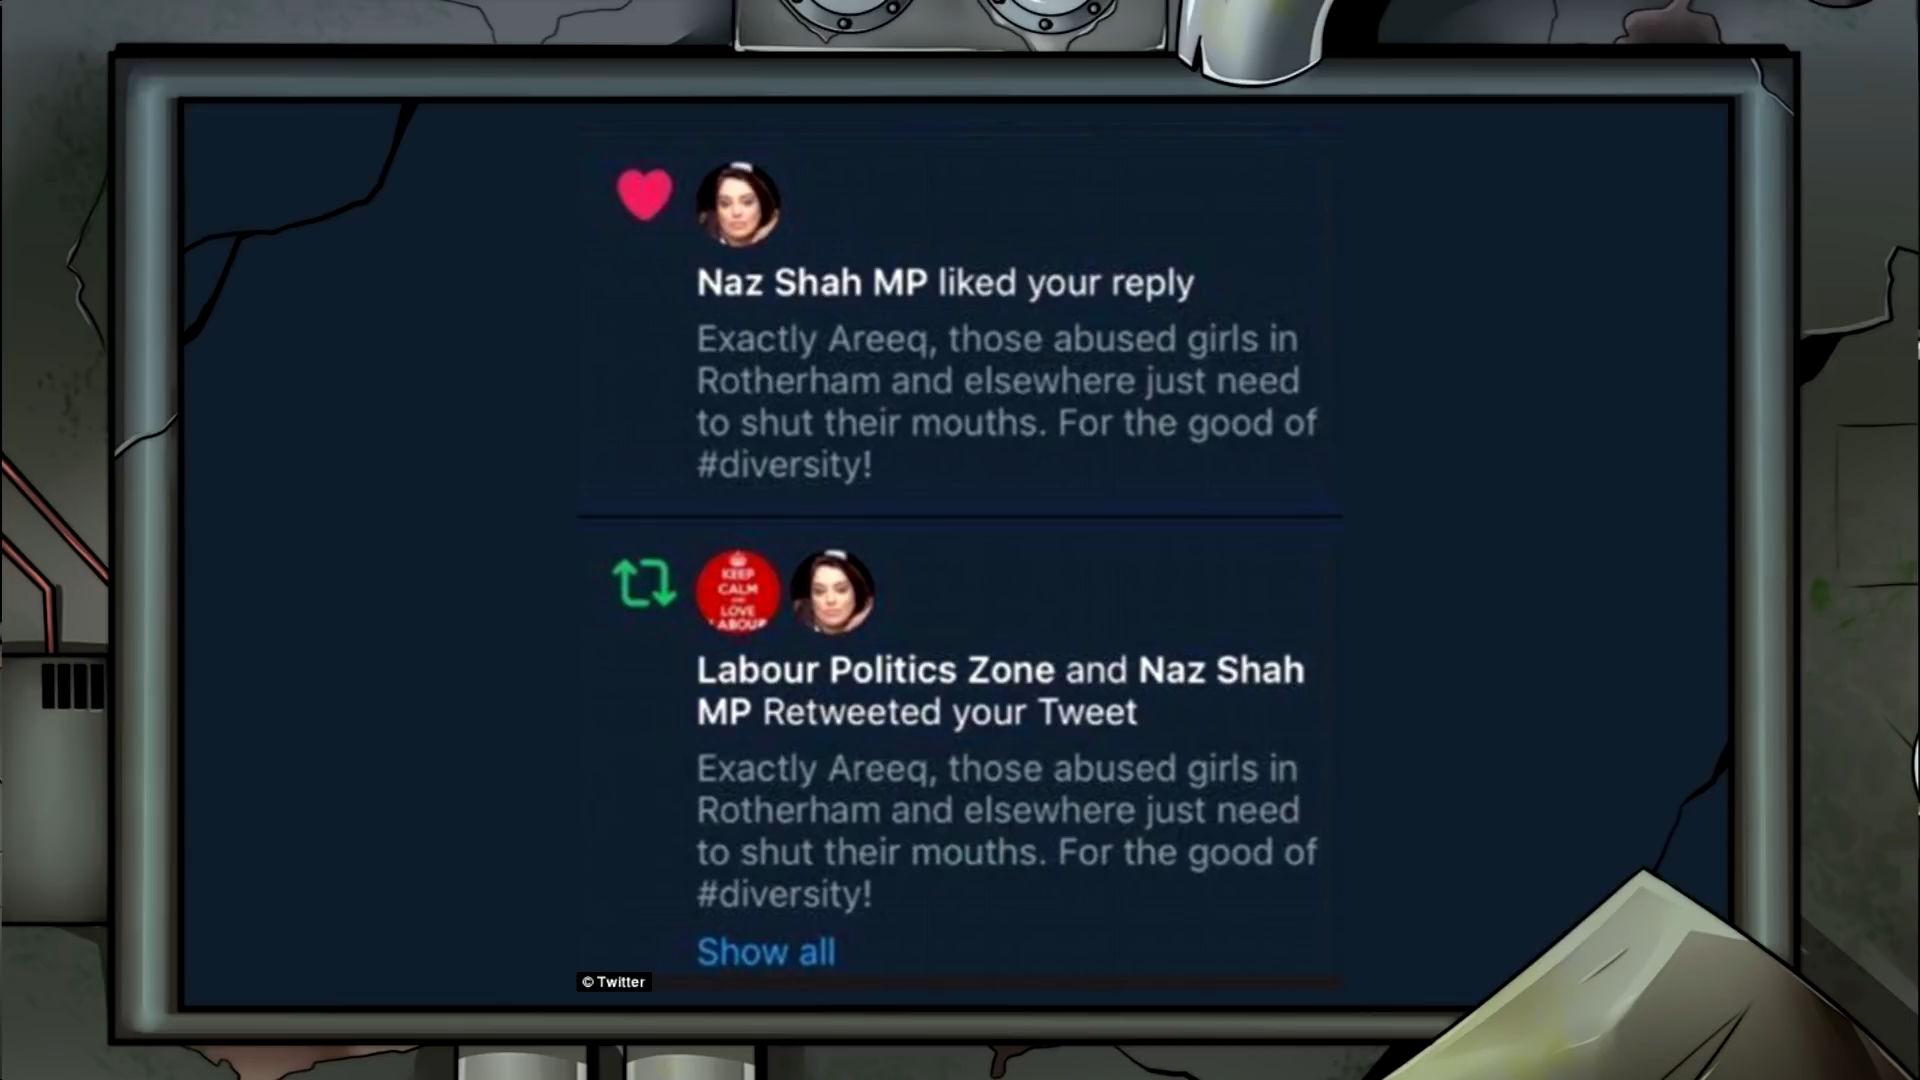 Naz Shah MP liked your reply
Exactly Areeq, those abused girls in
Rotherham and elsewhere just need
to shut their mouths. For the good of
#diversity!
KEEP
CALM
AND
LOVE
LABOUR
Labour Politics Zone and Naz Shah
MP Retweeted your Tweet
Exactly Areeq, those abused girls in
Rotherham and elsewhere just need
to shut their mouths. For the good of
#diversity!
Show all
© Twitter